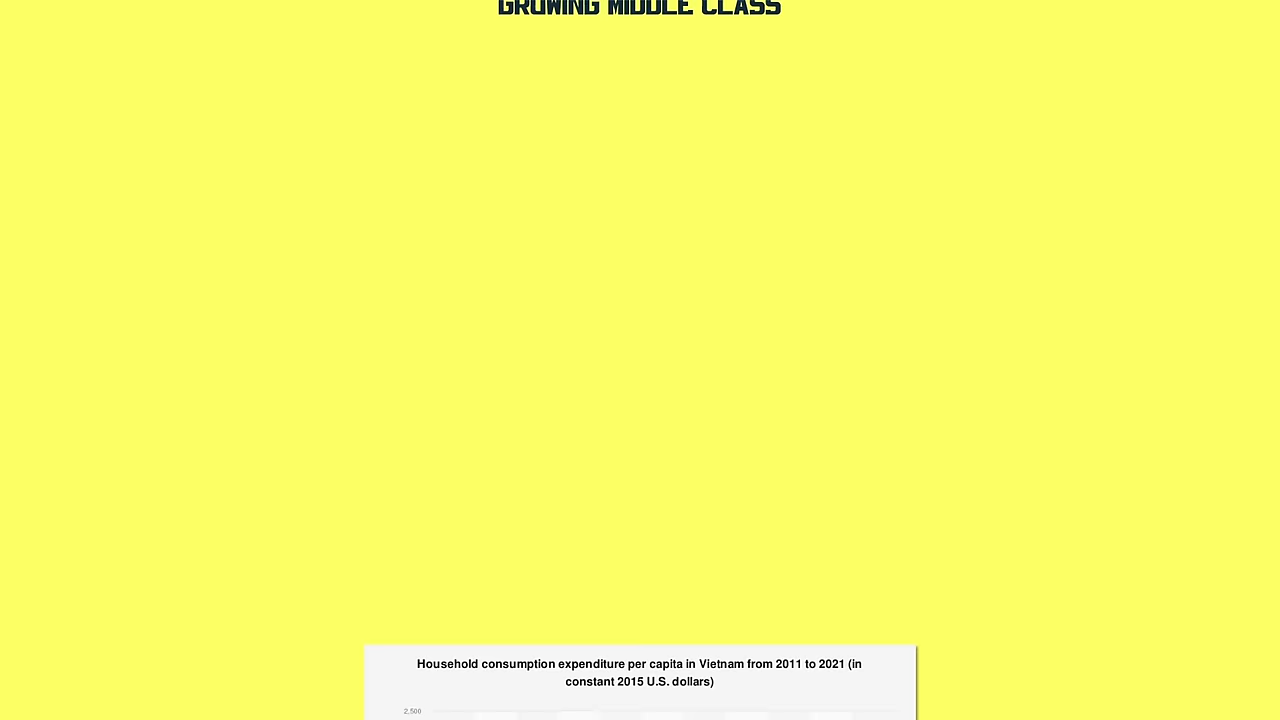 GROWING MIDDLE CLASS
Household consumption expenditure per capita in Vietnam from 2011 to 2021 (in
constant 2015 U.S. dollars)
2,500